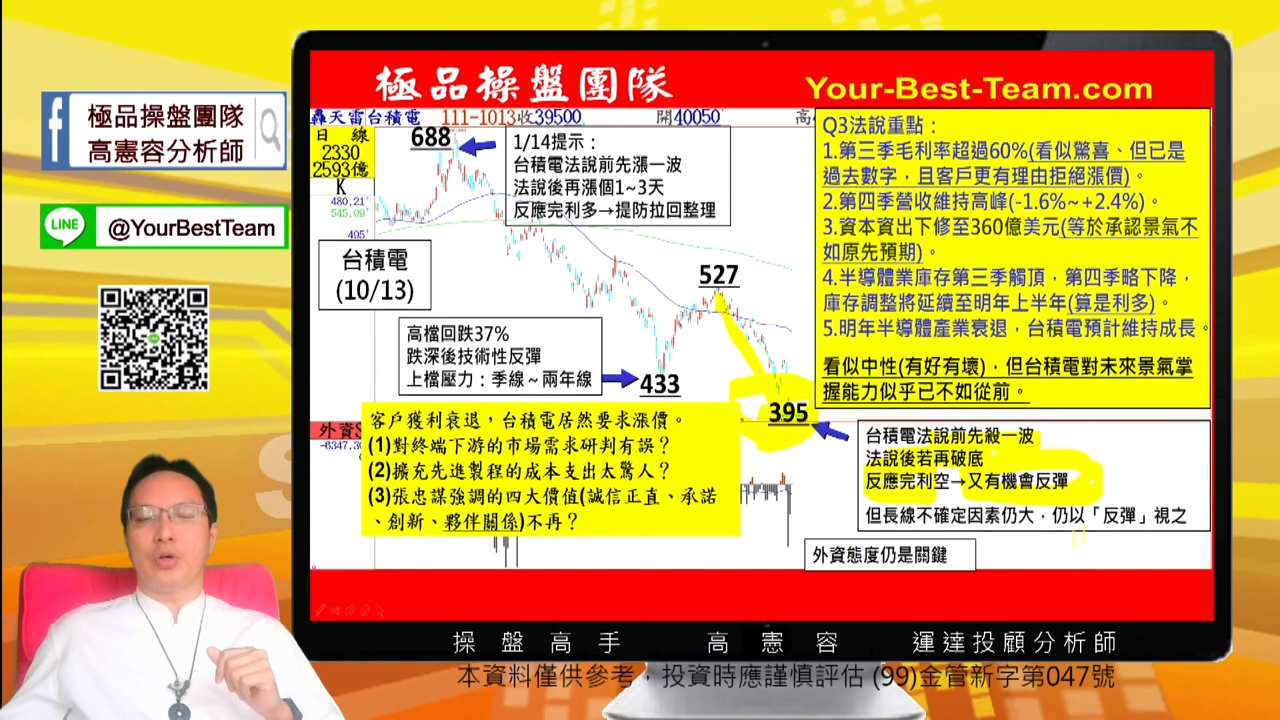 極品操盤團隊
高憲容分析師
LINE
@YourBestTeam
極品操盤團隊
Your-Best-Team.com
轟天雷台積電 111-1013收39500 開40050 高
日 線
2330
2593億
K
480.21
545.09
495
688
1/14提示：
台積電法說前先漲一波
法說後再漲個1~3天
反應完利多→提防拉回整理
台積電
(10/13)
高檔回跌37%
跌深後技術性反彈
上檔壓力：季線～兩年線
433
527
395
Q3法說重點：
1.第三季毛利率超過60%(看似驚喜、但已是
過去數字，且客戶更有理由拒絕漲價)。
2.第四季營收維持高峰(-1.6%~+2.4%)。
3.資本資出下修至360億美元(等於承認景氣不
如原先預期)。
4.半導體業庫存第三季觸頂，第四季略下降，
庫存調整將延續至明年上半年(算是利多)。
5.明年半導體產業衰退，台積電預計維持成長。
看似中性(有好有壞)，但台積電對未來景氣掌
握能力似乎已不如從前。
外資
-6347.3
客戶獲利衰退，台積電居然要求漲價。
(1)對終端下游的市場需求研判有誤？
(2)擴充先進製程的成本支出太驚人？
(3)張忠謀強調的四大價值(誠信正直、承諾
、創新、夥伴關係)不再？
台積電法說前先殺一波
法說後若再破底
反應完利空→又有機會反彈
但長線不確定因素仍大，仍以「反彈」視之
外資態度仍是關鍵
操盤高手 高憲容 運達投顧分析師
本資料僅供參考，投資時應謹慎評估 (99)金管新字第047號